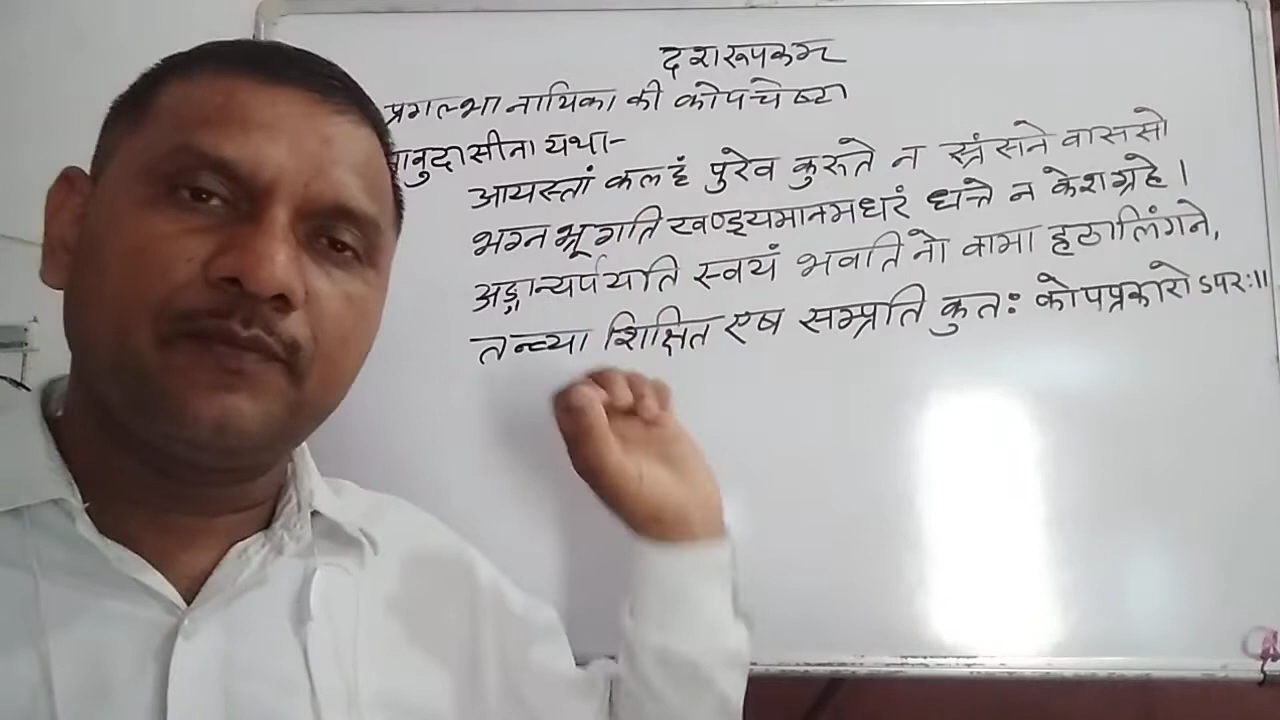 दशरूपकम्
प्रगल्भा नायिका की कोपचेष्टा
यथा-
आयस्तां कलहं पुरेव कुरुते न स्त्रंसने वाससो
भग्नभ्रूगति खण्ड्यमानमधरं धत्ते न केशग्रहे।
अङ्गान्यर्पयति स्वयं भवति नो वामा हठालिंगने,
तन्व्या शिक्षित एष सम्प्रति कुतः कोपप्रकारोऽपरः॥